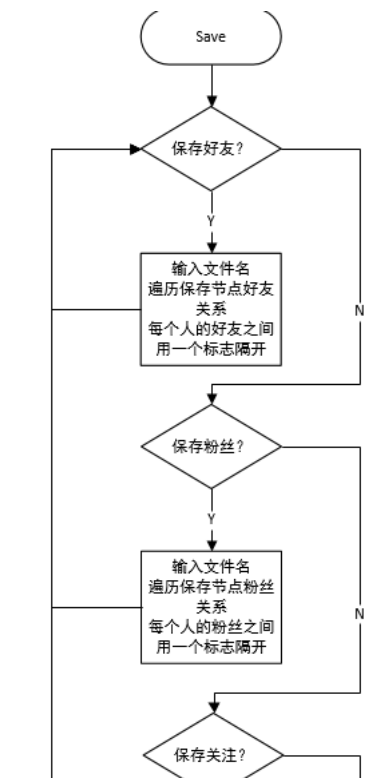 Save
保存好友？
Y
输入文件名
遍历保存节点好友
关系
每个人的好友之间
用一个标志隔开
N
保存粉丝？
Y
输入文件名
遍历保存节点粉丝
关系
每个人的粉丝之间
用一个标志隔开
N
保存关注？